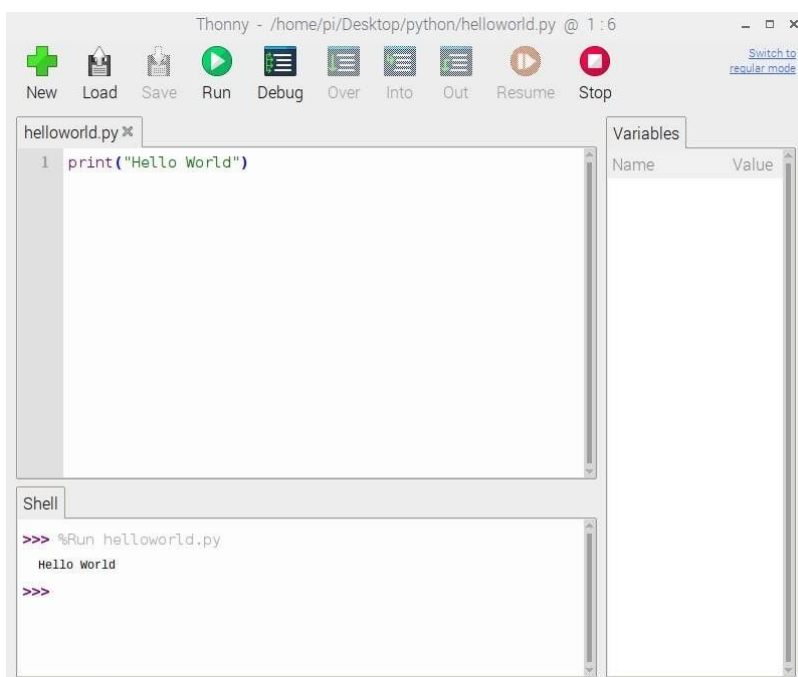 Thonny - /home/pi/Desktop/python/helloworld.py @ 1:6
New Load Save Run Debug Over Into Out Resume Stop
Switch to
regular mode
helloworld.py
1 print("Hello World")
Variables
Name Value
Shell
>>> %Run helloworld.py
Hello World
>>>